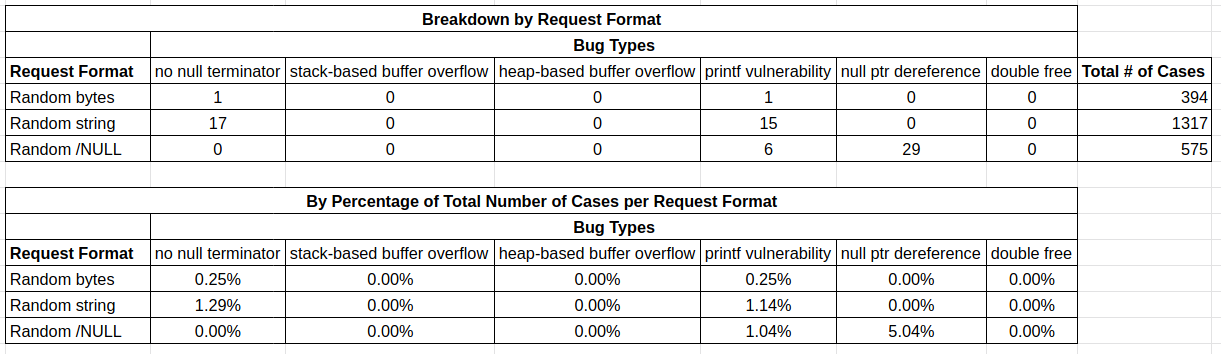 Breakdown by Request Format
Bug Types
Request Format no null terminator stack-based buffer overflow heap-based buffer overflow printf vulnerability null ptr dereference double free Total # of Cases
Random bytes 1 0 0 1 0 0 394
Random string 17 0 0 15 0 0 1317
Random /NULL 0 0 0 6 29 0 575
By Percentage of Total Number of Cases per Request Format
Bug Types
Request Format no null terminator stack-based buffer overflow heap-based buffer overflow printf vulnerability null ptr dereference double free
Random bytes 0.25% 0.00% 0.00% 0.25% 0.00% 0.00%
Random string 1.29% 0.00% 0.00% 1.14% 0.00% 0.00%
Random /NULL 0.00% 0.00% 0.00% 1.04% 5.04% 0.00%